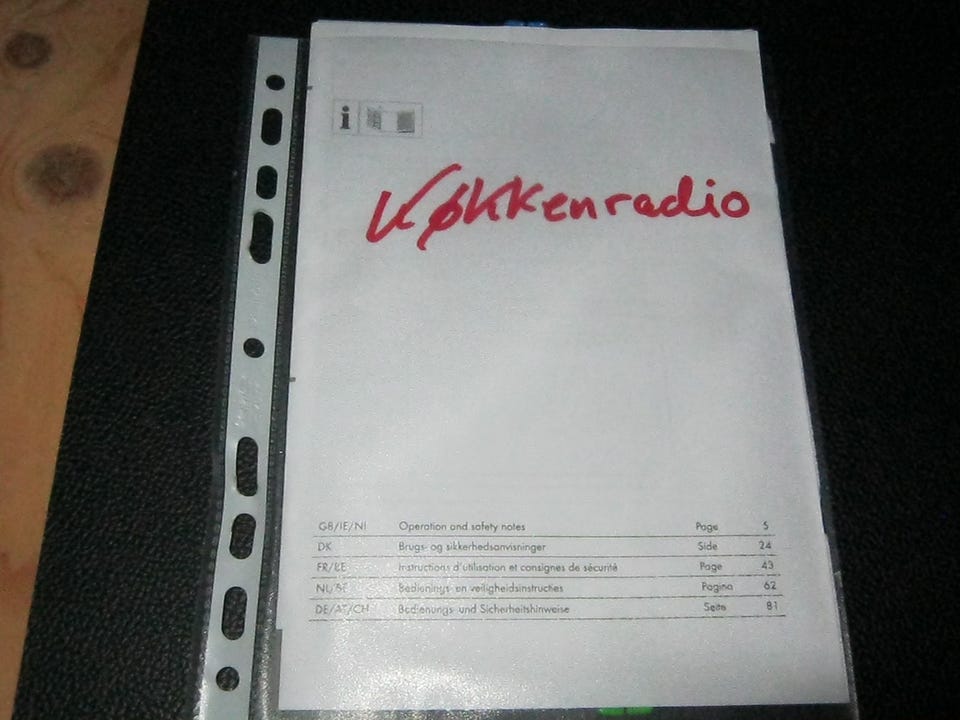 i
Køkkenradio
GB/IE/NI Operation and safety notes Page 5
DK Brugs- og sikkerhedsanvisninger Side 24
FR/BE Instructions d'utilisation et consignes de sécurité Page 43
NL/BE Bedienings- en veiligheidsinstructies Pagina 62
DE/AT/CH Bedienungs- und Sicherheitshinweise Seite 81